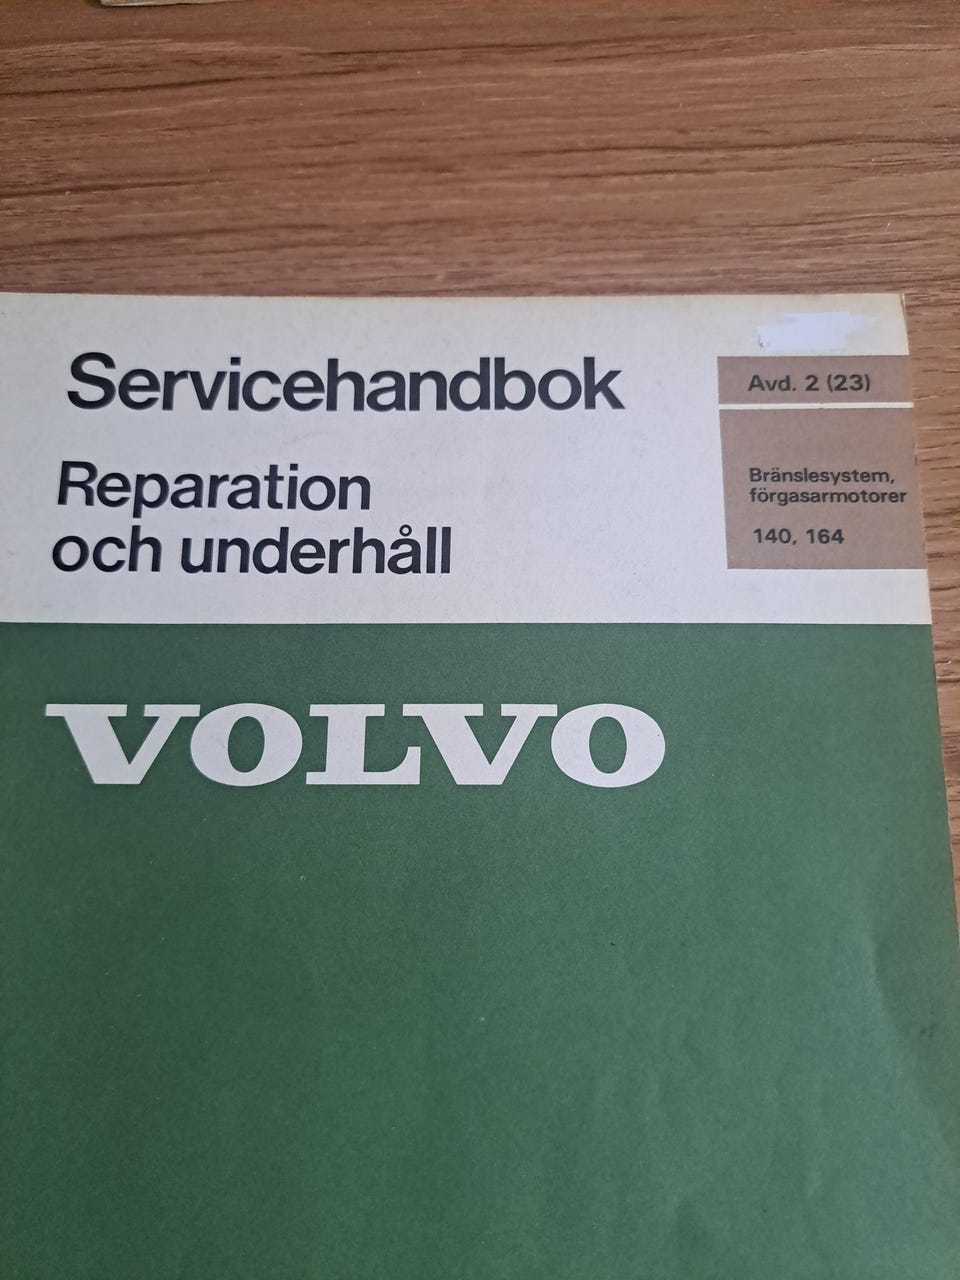 Servicehandbok
Reparation
och underhåll
Avd. 2 (23)
Bränslesystem,
förgasarmotorer
140, 164
VOLVO